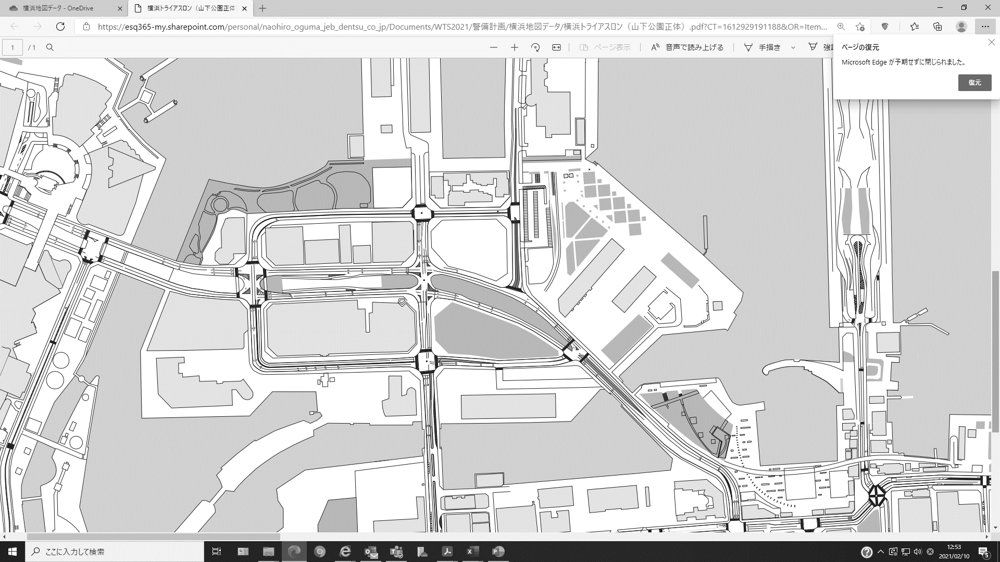 横浜地図データ - OneDrive
横浜トライアスロン（山下公園正体
https://esq365-my.sharepoint.com/personal/naohiro_oguma_jeb_dentsu_co_jp/Documents/WTS2021/警備計画/横浜地図データ/横浜トライアスロン（山下公園正体）.pdf?CT=1612929191188&OR=Item...
1 / 1
ページ表示
音声で読み上げる
手描き
強
ページの復元
Microsoft Edge が予期せずに閉じられました。
復元
ここに入力して検索
12:53
2021/02/10
5